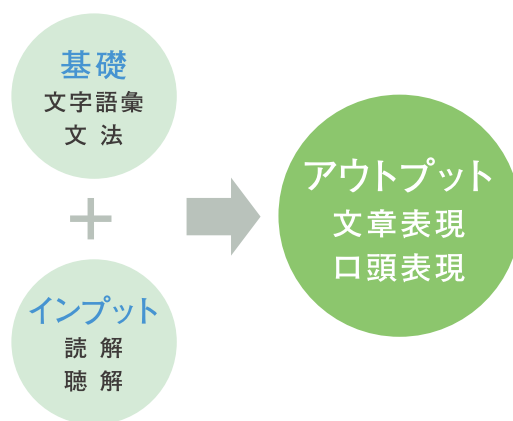 基礎
文字語彙
文 法
＋
インプット
読 解
聴 解
アウトプット
文章表現
口頭表現